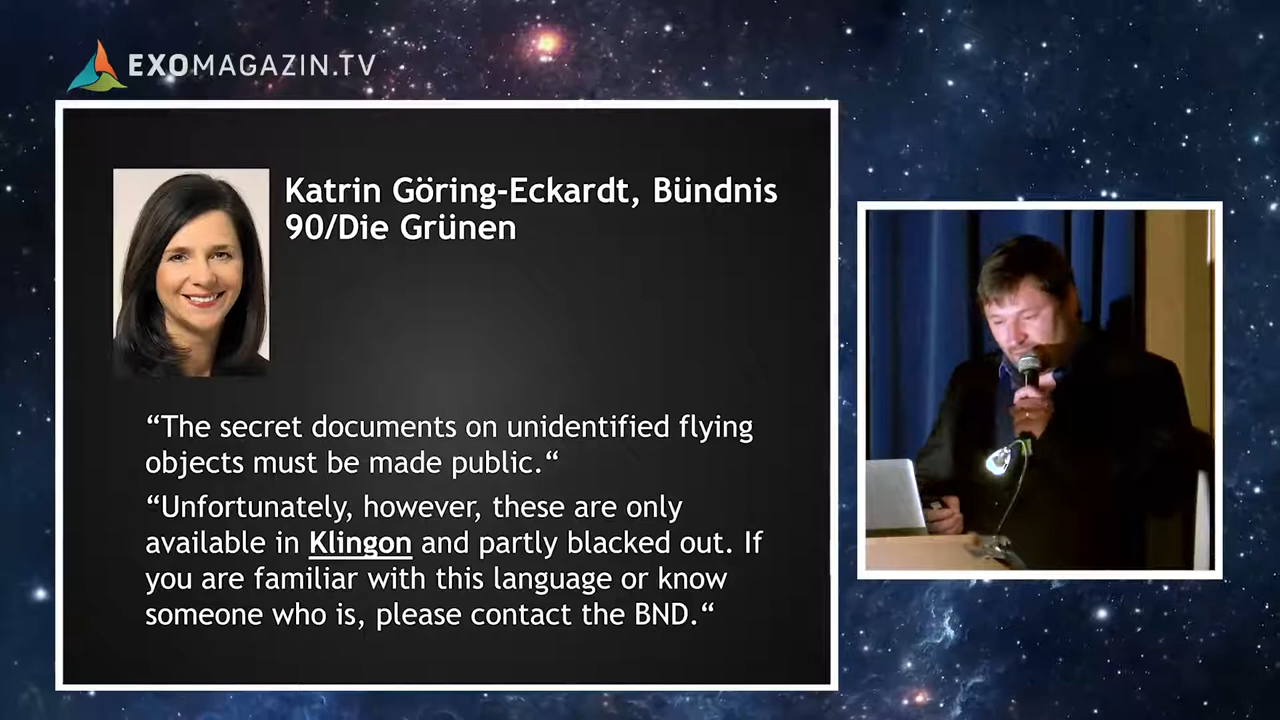 EXOMAGAZIN.TV
Katrin Göring-Eckardt, Bündnis
90/Die Grünen
“The secret documents on unidentified flying
objects must be made public.“
“Unfortunately, however, these are only
available in Klingon and partly blacked out. If
you are familiar with this language or know
someone who is, please contact the BND.“